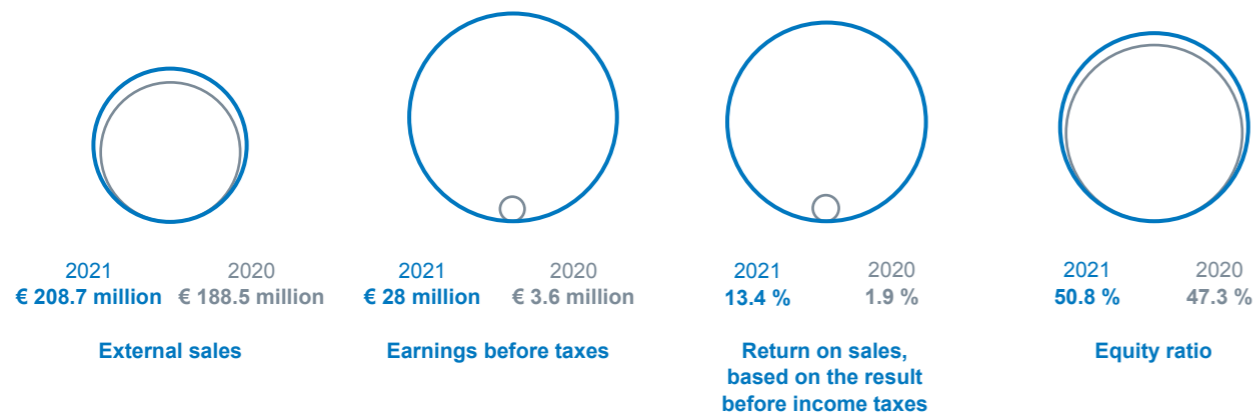 2021 2020
€ 208.7 million € 188.5 million
External sales
2021 2020
€ 28 million € 3.6 million
Earnings before taxes
2021 2020
13.4 % 1.9 %
Return on sales,
based on the result
before income taxes
2021 2020
50.8 % 47.3 %
Equity ratio